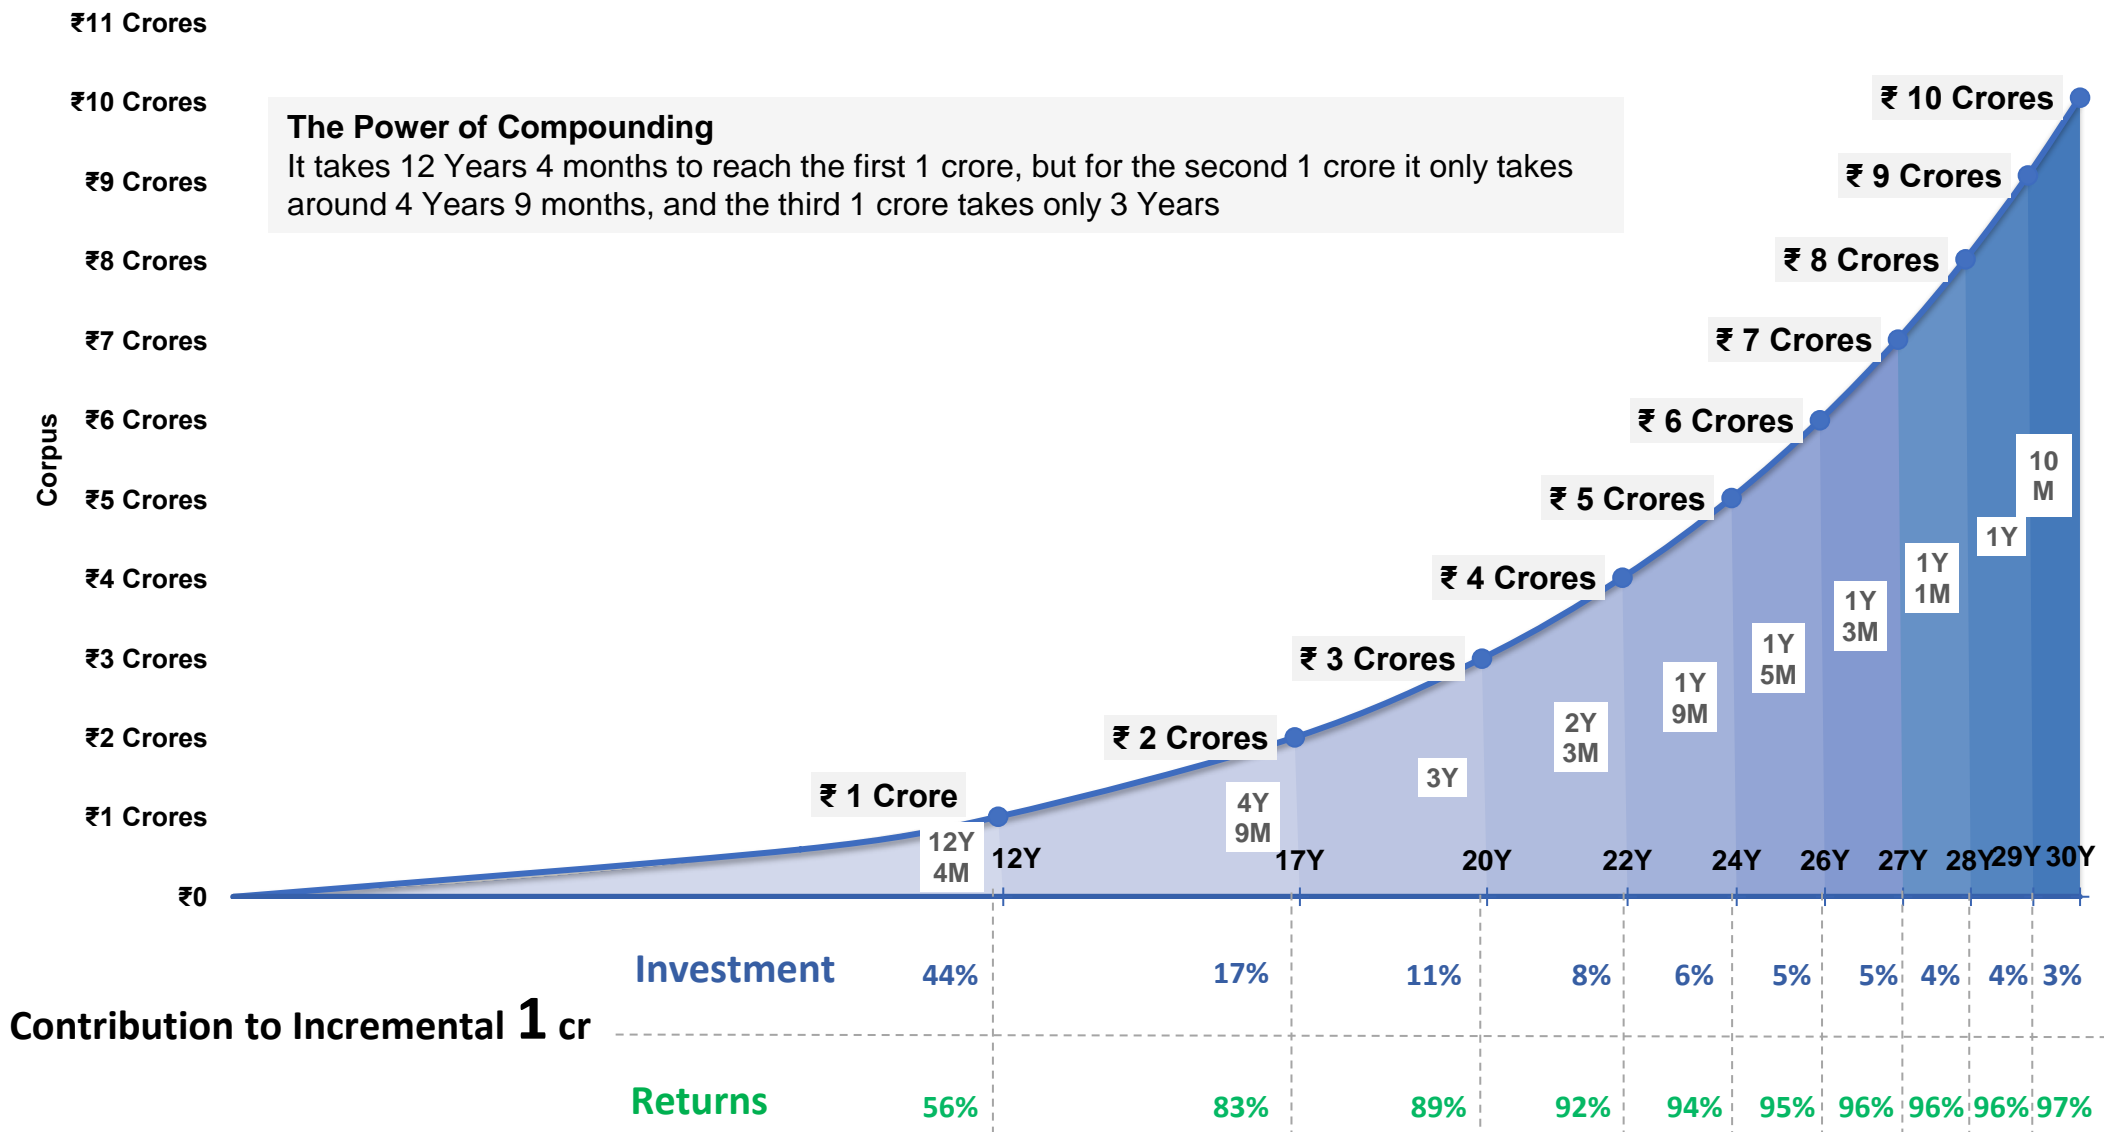 ₹11 Crores
₹10 Crores
₹9 Crores
₹8 Crores
₹7 Crores
₹6 Crores
₹5 Crores
₹4 Crores
₹3 Crores
₹2 Crores
₹1 Crores
₹0
Corpus
The Power of Compounding
It takes 12 Years 4 months to reach the first 1 crore, but for the second 1 crore it only takes
around 4 Years 9 months, and the third 1 crore takes only 3 Years
₹ 1 Crore
₹ 2 Crores
₹ 3 Crores
₹ 4 Crores
₹ 5 Crores
₹ 6 Crores
₹ 7 Crores
₹ 8 Crores
₹ 9 Crores
₹ 10 Crores
12Y
4M
4Y
9M
3Y
2Y
3M
1Y
9M
1Y
5M
1Y
3M
1Y
1M
1Y
10
M
12Y 17Y 20Y 22Y 24Y 26Y 27Y 28Y 29Y 30Y
Investment 44% 17% 11% 8% 6% 5% 5% 4% 4% 3%
Contribution to Incremental 1 cr
Returns 56% 83% 89% 92% 94% 95% 96% 96% 96% 97%